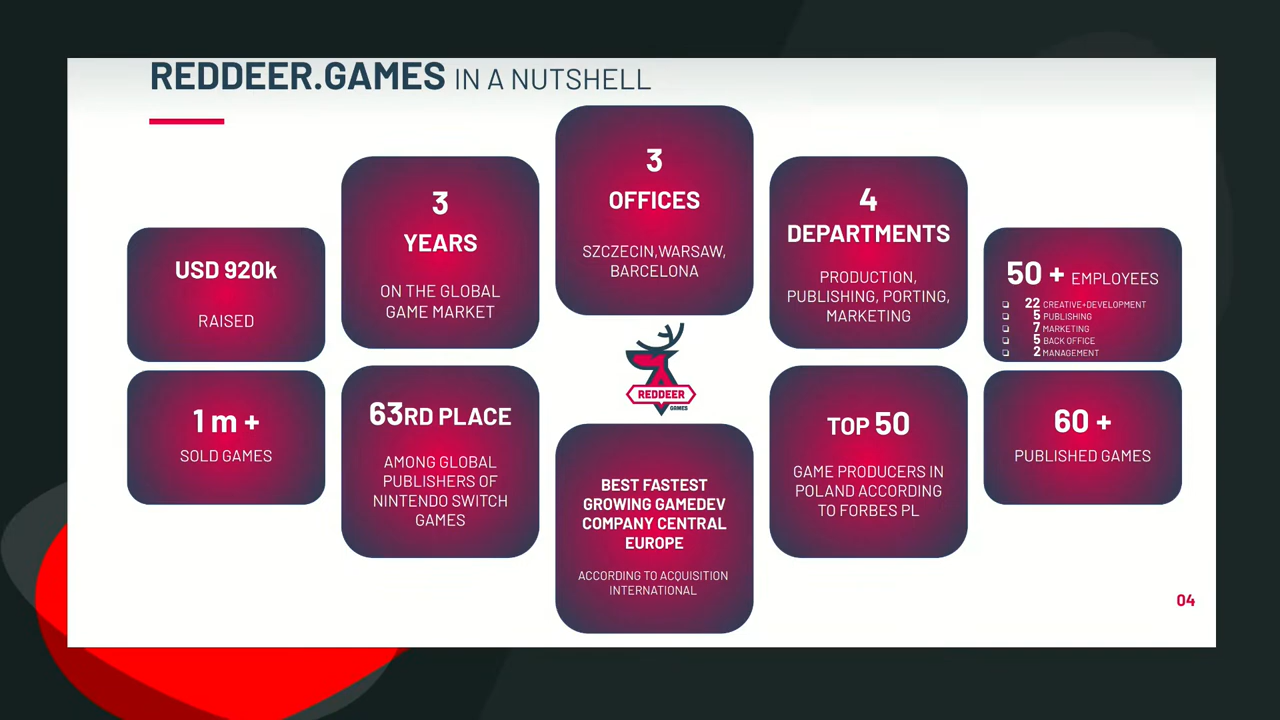 REDDEER.GAMES IN A NUTSHELL
USD 920k
RAISED
3
YEARS
ON THE GLOBAL
GAME MARKET
3
OFFICES
SZCZECIN,WARSAW,
BARCELONA
4
DEPARTMENTS
PRODUCTION,
PUBLISHING, PORTING,
MARKETING
50 + EMPLOYEES
22 CREATIVE+DEVELOPMENT
5 PUBLISHING
7 MARKETING
5 BACK OFFICE
2 MANAGEMENT
REDDEER
GAMES
1 m +
SOLD GAMES
63RD PLACE
AMONG GLOBAL
PUBLISHERS OF
NINTENDO SWITCH
GAMES
BEST FASTEST
GROWING GAMEDEV
COMPANY CENTRAL
EUROPE
ACCORDING TO ACQUISITION
INTERNATIONAL
TOP 50
GAME PRODUCERS IN
POLAND ACCORDING
TO FORBES PL
60 +
PUBLISHED GAMES
04